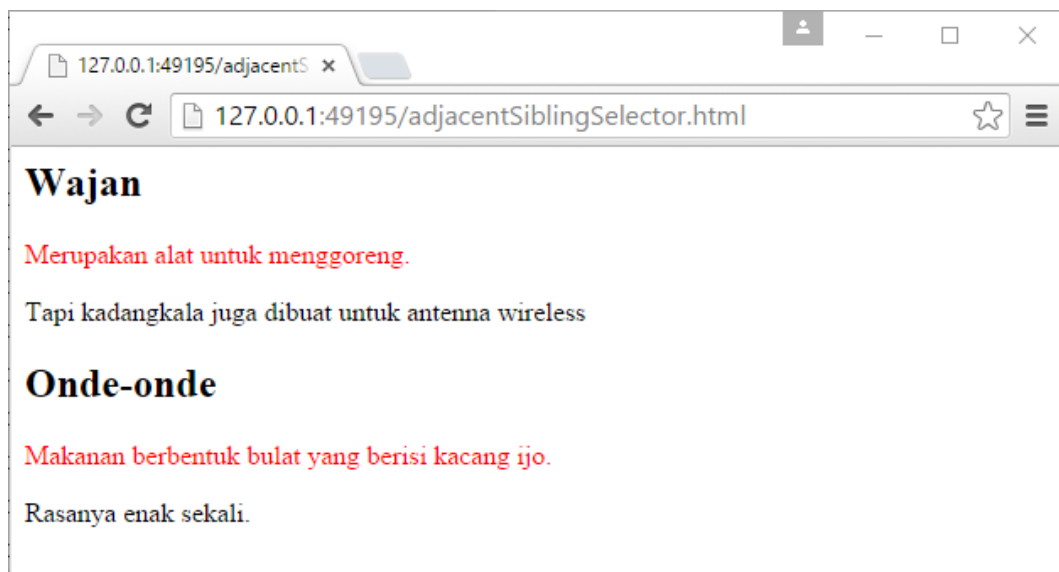 127.0.0.1:49195/adjacentS
127.0.0.1:49195/adjacentSiblingSelector.html
Wajan
Merupakan alat untuk menggoreng.
Tapi kadangkala juga dibuat untuk antenna wireless
Onde-onde
Makanan berbentuk bulat yang berisi kacang ijo.
Rasanya enak sekali.